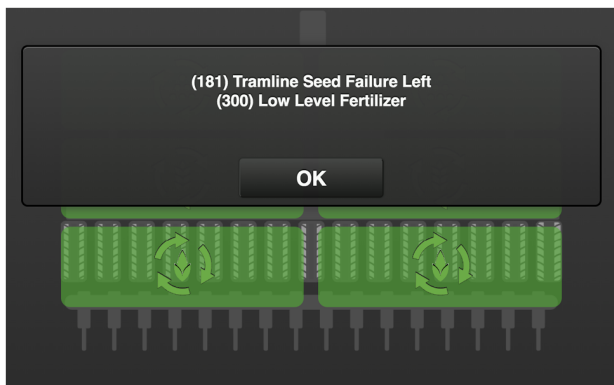 (181) Tramline Seed Failure Left
(300) Low Level Fertilizer
OK